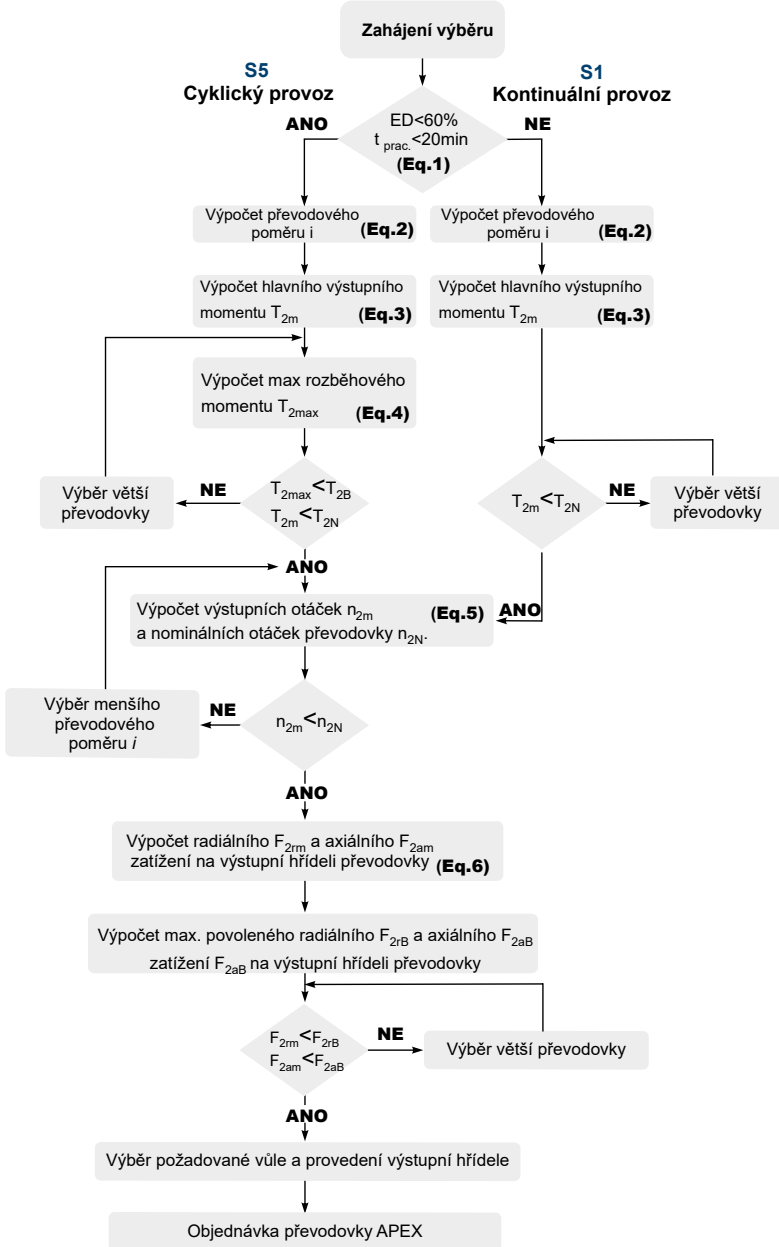 Zahájení výběru
S5
Cyklický provoz
S1
Kontinuální provoz
ANO
ED<60%
t prac.<20min
(Eq.1)
NE
Výpočet převodového
poměru i (Eq.2)
Výpočet převodového
poměru i (Eq.2)
Výpočet hlavního výstupního
momentu T2m (Eq.3)
Výpočet hlavního výstupního
momentu T2m (Eq.3)
Výpočet max rozběhového
momentu T2max (Eq.4)
Výběr větší
převodovky
NE
T2max<T2B
T2m<T2N
T2m<T2N
NE
Výběr větší
převodovky
ANO
Výpočet výstupních otáček n2m (Eq.5)
a nominálních otáček převodovky n2N.
ANO
Výběr menšího
převodového
poměru i
NE
n2m<n2N
ANO
Výpočet radiálního F2rm a axiálního F2am
zatížení na výstupní hřídeli převodovky (Eq.6)
Výpočet max. povoleného radiálního F2rB a axiálního F2aB
zatížení F2aB na výstupní hřídeli převodovky
F2rm<F2rB
F2am<F2aB
NE
Výběr větší převodovky
ANO
Výběr požadované vůle a provedení výstupní hřídele
Objednávka převodovky APEX